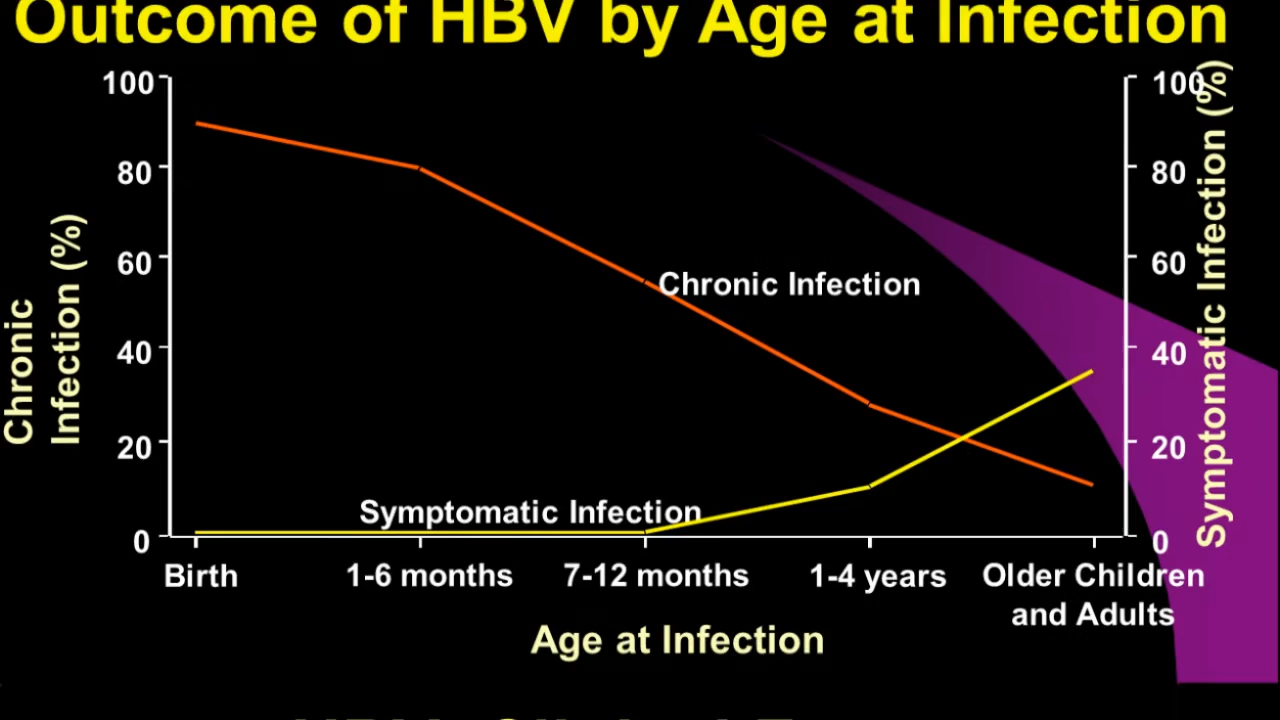 Outcome of HBV by Age at Infection
100
80
60
40
20
0
Chronic
Infection (%)
Chronic Infection
Symptomatic Infection
100
80
60
40
20
0
Symptomatic Infection (%)
Birth
1-6 months
7-12 months
1-4 years
Older Children
and Adults
Age at Infection